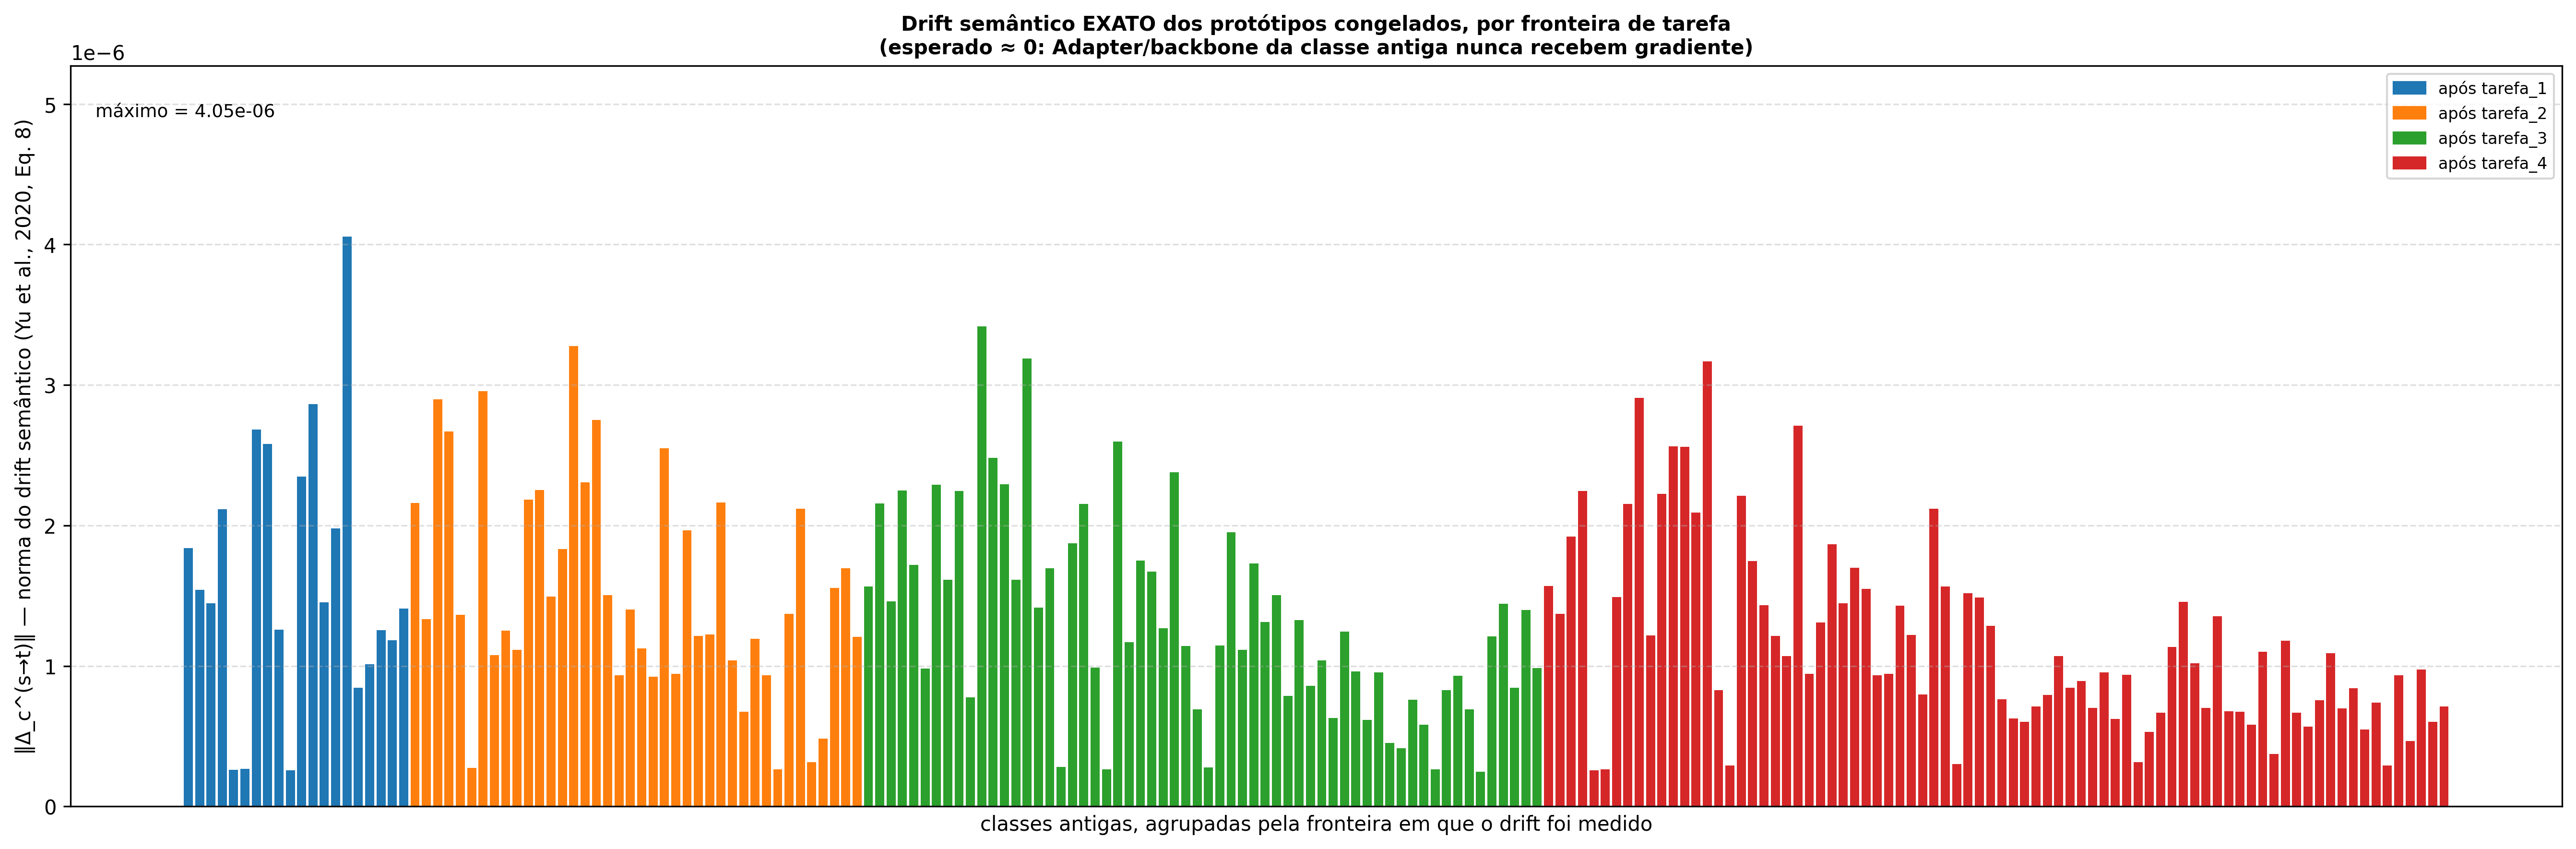 Drift semântico EXATO dos protótipos congelados, por fronteira de tarefa
(esperado ≈ 0: Adapter/backbone da classe antiga nunca recebem gradiente)
1e−6
máximo = 4.05e-06
após tarefa_1
após tarefa_2
após tarefa_3
após tarefa_4
‖Δ_c^(s→t)‖ — norma do drift semântico (Yu et al., 2020, Eq. 8)
5
4
3
2
1
0
classes antigas, agrupadas pela fronteira em que o drift foi medido